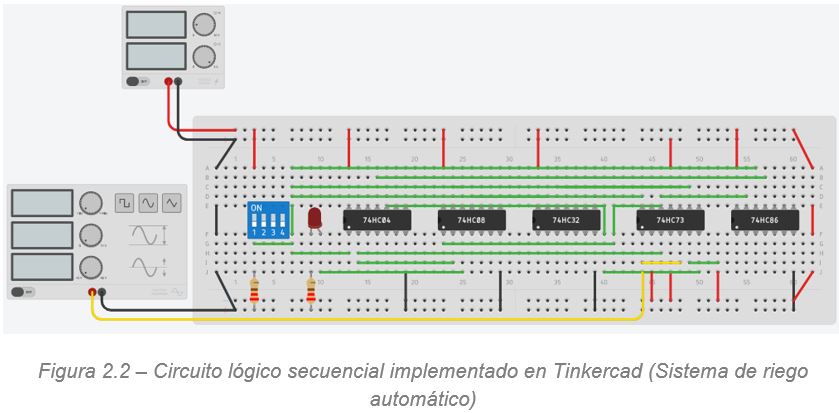 A
B
C
D
E
F
G
H
I
J
1 5 10 15 20 25 30 35 40 45 50 55 60
ON
1 2 3 4
74HC04
74HC08
74HC32
74HC73
74HC86
Figura 2.2 – Circuito lógico secuencial implementado en Tinkercad (Sistema de riego
automático)